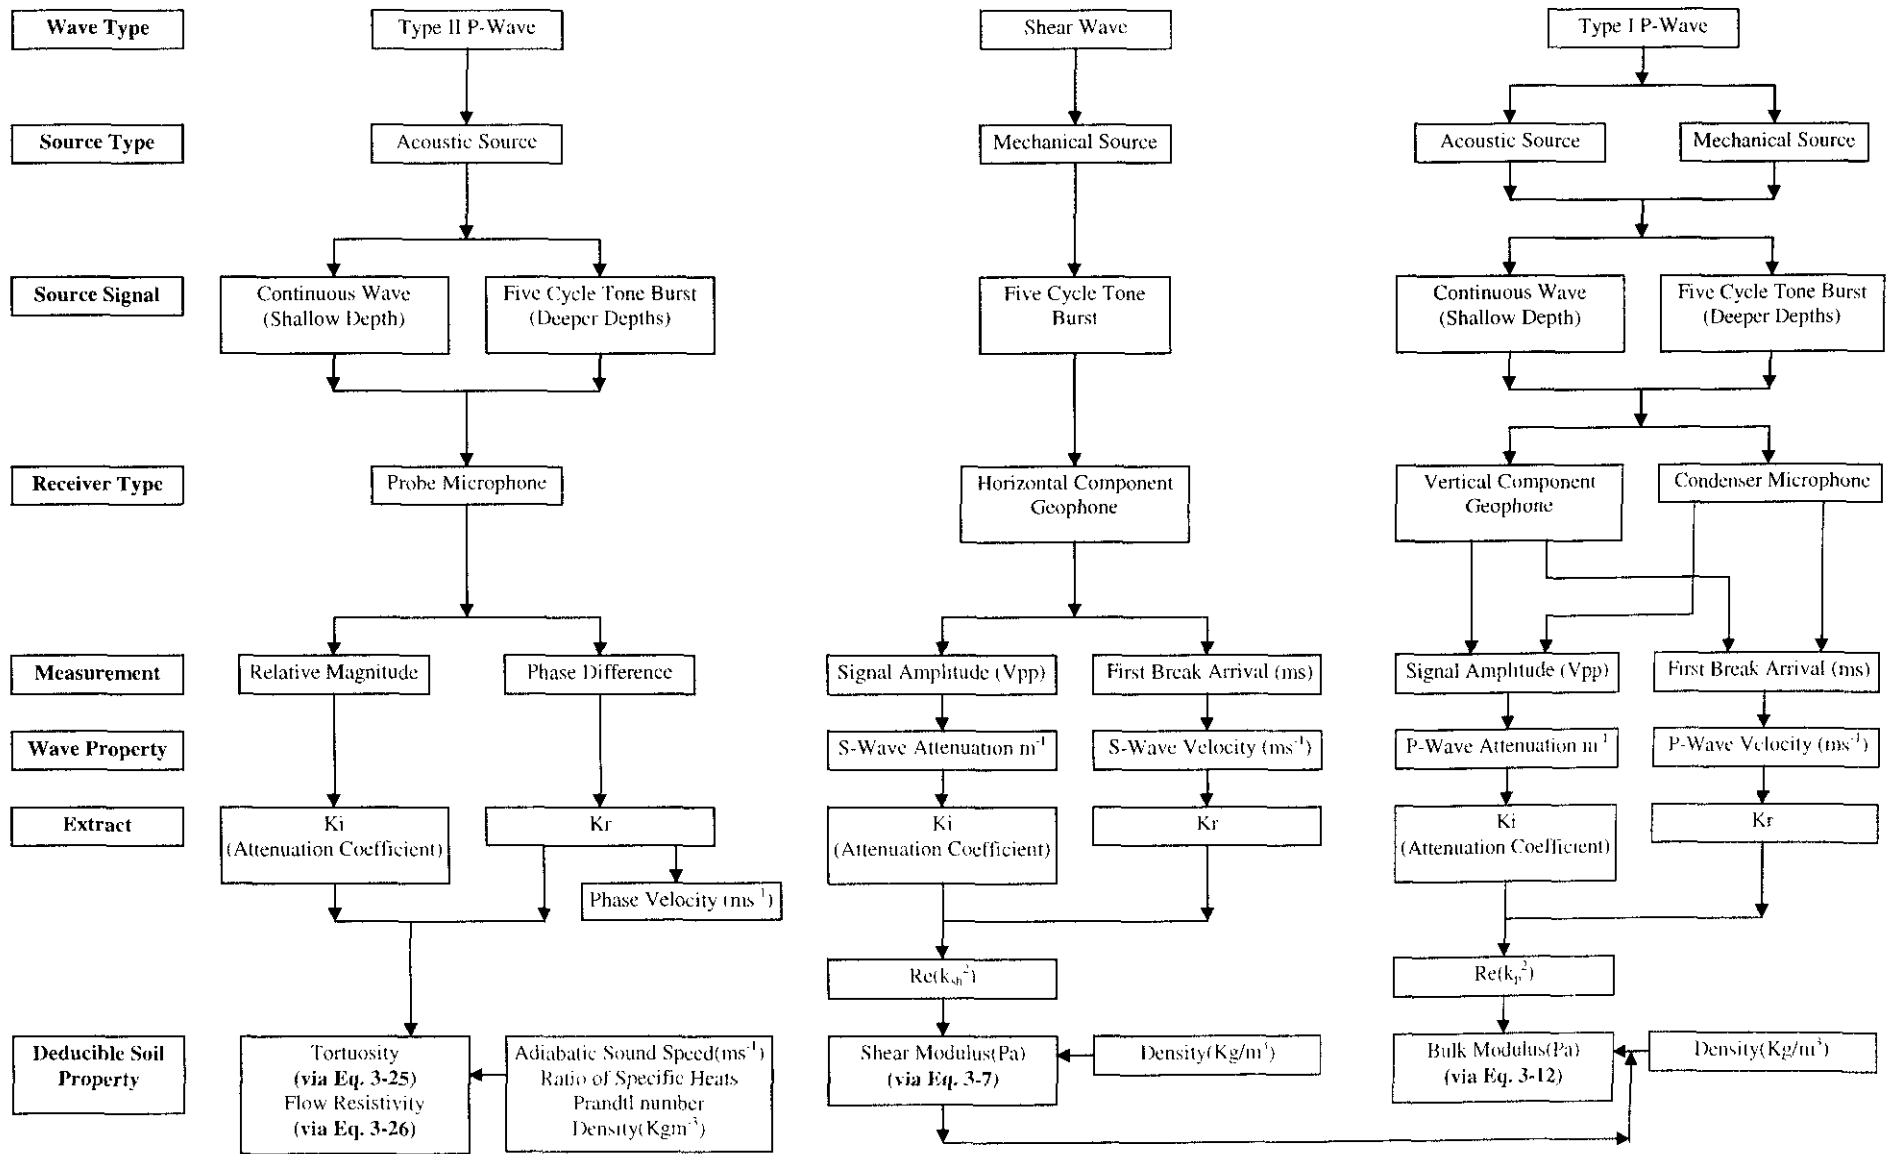 Wave Type
Type II P-Wave
Shear Wave
Type I P-Wave
Source Type
Acoustic Source
Mechanical Source
Acoustic Source
Mechanical Source
Source Signal
Continuous Wave
(Shallow Depth)
Five Cycle Tone Burst
(Deeper Depths)
Five Cycle Tone
Burst
Continuous Wave
(Shallow Depth)
Five Cycle Tone Burst
(Deeper Depths)
Receiver Type
Probe Microphone
Horizontal Component
Geophone
Vertical Component
Geophone
Condenser Microphone
Measurement
Relative Magnitude
Phase Difference
Signal Amplitude (Vpp)
First Break Arrival (ms)
Signal Amplitude (Vpp)
First Break Arrival (ms)
Wave Property
S-Wave Attenuation m⁻¹
S-Wave Velocity (ms⁻¹)
P-Wave Attenuation m⁻¹
P-Wave Velocity (ms⁻¹)
Extract
Ki
(Attenuation Coefficient)
Kr
Phase Velocity (ms⁻¹)
Ki
(Attenuation Coefficient)
Kr
Ki
(Attenuation Coefficient)
Kr
Re(kₛₕ²)
Re(kₚ²)
Deducible Soil
Property
Tortuosity
(via Eq. 3-25)
Flow Resistivity
(via Eq. 3-26)
Adiabatic Sound Speed(ms⁻¹)
Ratio of Specific Heats
Prandtl number
Density(Kgm⁻³)
Shear Modulus(Pa)
(via Eq. 3-7)
Density(Kg/m³)
Bulk Modulus(Pa)
(via Eq. 3-12)
Density(Kg/m³)